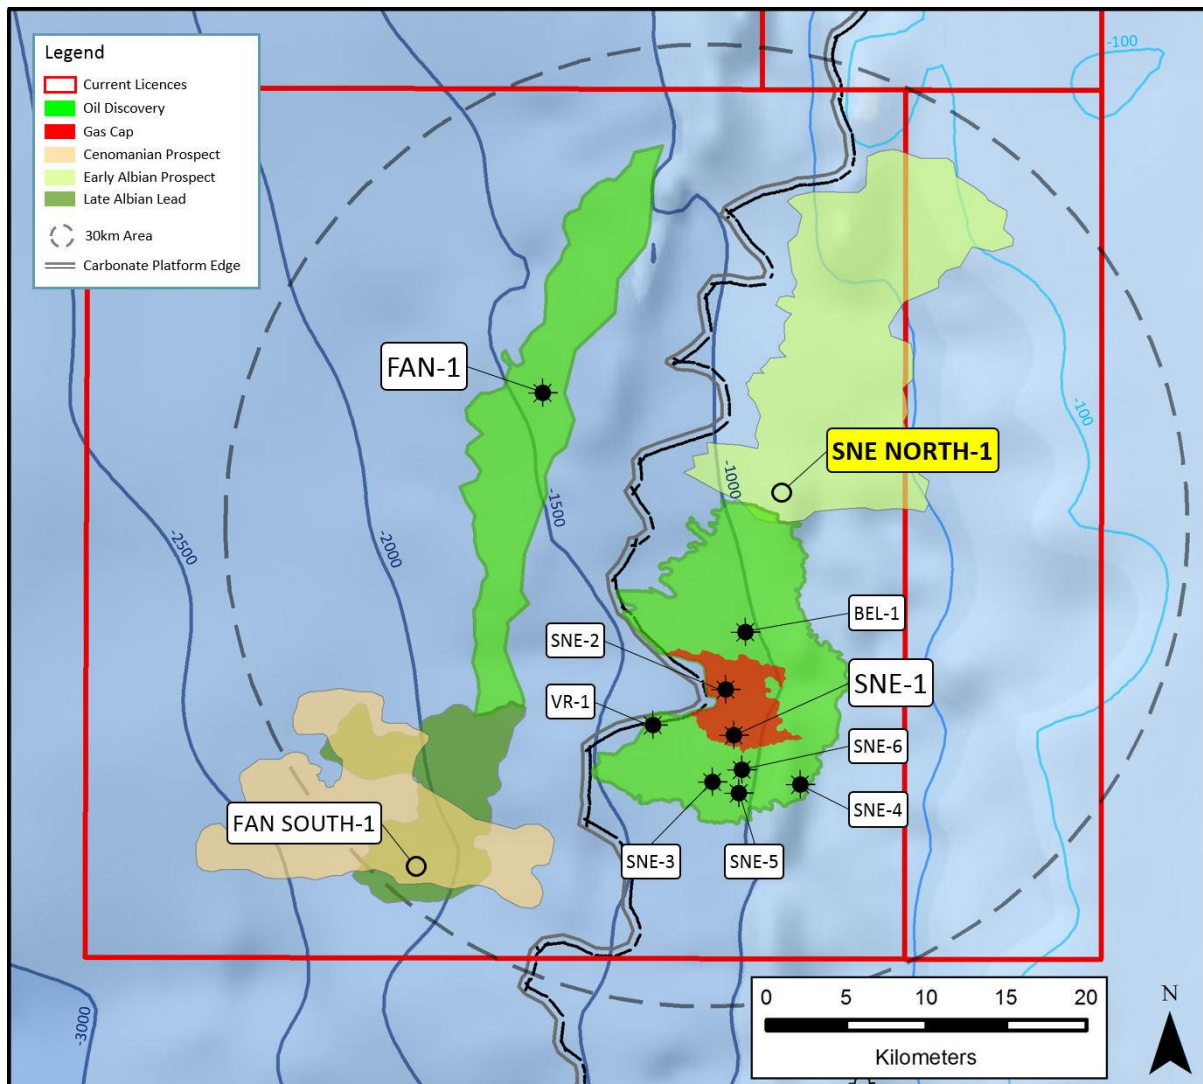 Legend
Current Licences
Oil Discovery
Gas Cap
Cenomanian Prospect
Early Albian Prospect
Late Albian Lead
30km Area
Carbonate Platform Edge
-100
FAN-1
-100
SNE NORTH-1
-1000
-1500
-2000
-2500
BEL-1
SNE-2
SNE-1
VR-1
SNE-6
SNE-4
FAN SOUTH-1
SNE-3
SNE-5
-3000
0 5 10 15 20
Kilometers
N